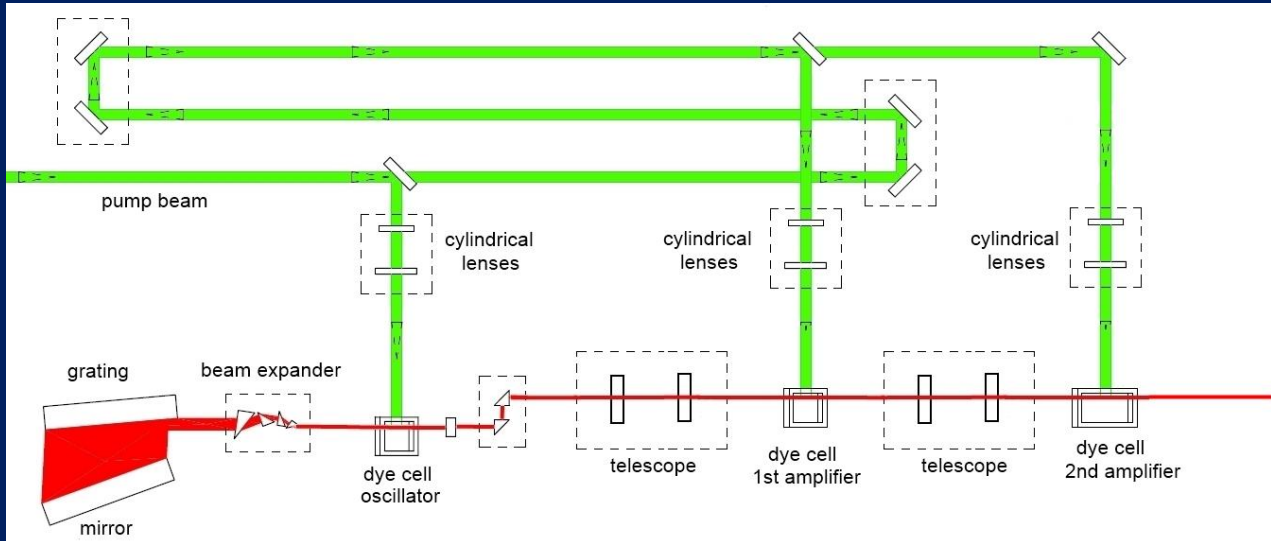 pump beam
cylindrical
lenses
cylindrical
lenses
cylindrical
lenses
grating
beam expander
mirror
dye cell
oscillator
telescope
dye cell
1st amplifier
telescope
dye cell
2nd amplifier